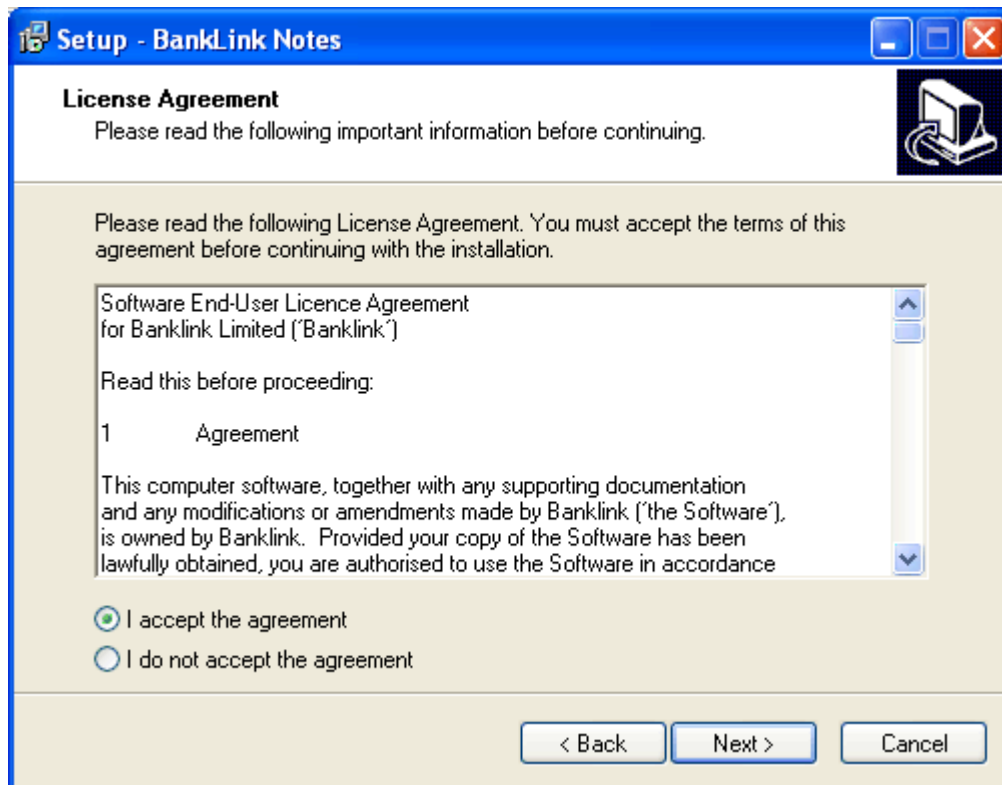 Setup - BankLink Notes
License Agreement
Please read the following important information before continuing.
Please read the following License Agreement. You must accept the terms of this
agreement before continuing with the installation.
Software End-User Licence Agreement
for Banklink Limited (´Banklink´)
Read this before proceeding:
1 Agreement
This computer software, together with any supporting documentation
and any modifications or amendments made by Banklink (´the Software´),
is owned by Banklink. Provided your copy of the Software has been
lawfully obtained, you are authorised to use the Software in accordance
I accept the agreement
I do not accept the agreement
< Back
Next >
Cancel